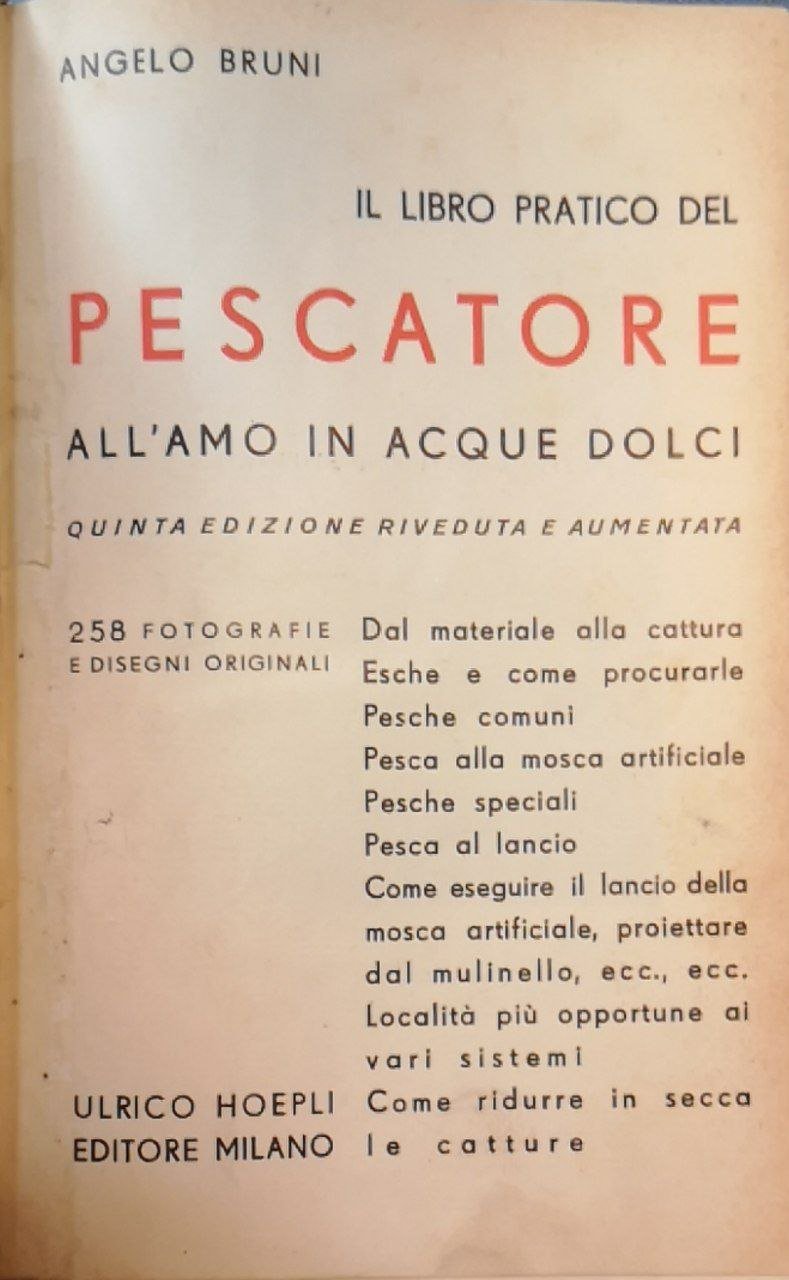 ANGELO BRUNI
IL LIBRO PRATICO DEL
PESCATORE
ALL'AMO IN ACQUE DOLCI
QUINTA EDIZIONE RIVEDUTA E AUMENTATA
258 FOTOGRAFIE
E DISEGNI ORIGINALI
Dal materiale alla cattura
Esche e come procurarle
Pesche comuni
Pesca alla mosca artificiale
Pesche speciali
Pesca al lancio
Come eseguire il lancio della
mosca artificiale, proiettare
dal mulinello, ecc., ecc.
Località più opportune ai
vari sistemi
Come ridurre in secca
le catture
ULRICO HOEPLI
EDITORE MILANO